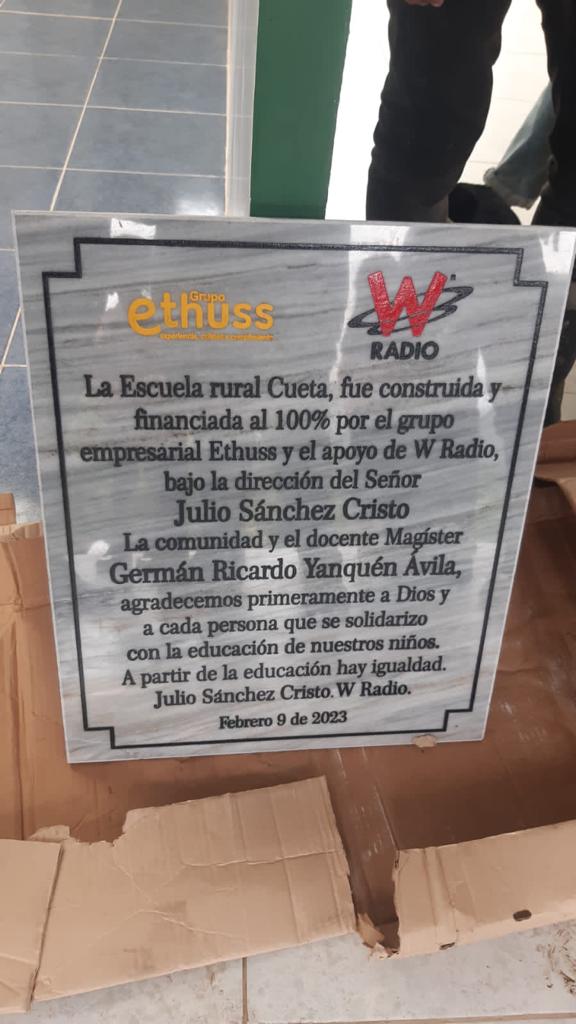 Grupo
ethuss
experiencia, calidad y cumplimiento
W
RADIO
La Escuela rural Cueta, fue construida y
financiada al 100% por el grupo
empresarial Ethuss y el apoyo de W Radio,
bajo la dirección del Señor
Julio Sánchez Cristo
La comunidad y el docente Magíster
Germán Ricardo Yanquén Ávila,
agradecemos primeramente a Dios y
a cada persona que se solidarizo
con la educación de nuestros niños.
A partir de la educación hay igualdad.
Julio Sánchez Cristo. W Radio.
Febrero 9 de 2023